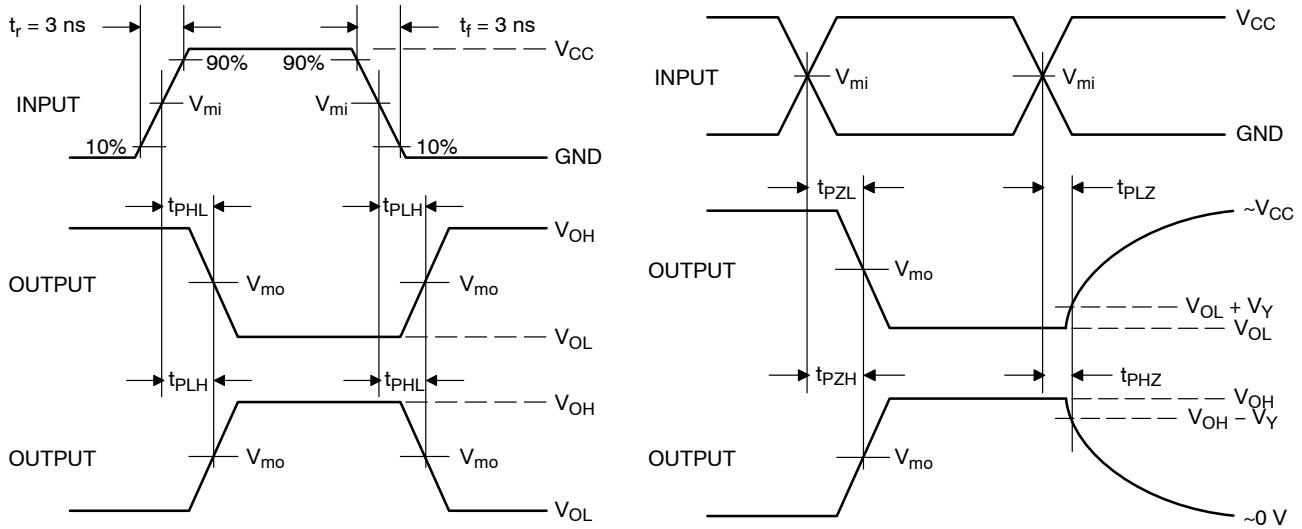 t_r = 3 ns
t_f = 3 ns
V_CC
90%
90%
INPUT
V_mi
V_mi
10%
10%
GND
t_PHL
t_PLH
V_OH
OUTPUT
V_mo
V_mo
V_OL
t_PLH
t_PHL
V_OH
OUTPUT
V_mo
V_mo
V_OL
V_CC
INPUT
V_mi
V_mi
GND
t_PZL
t_PLZ
~V_CC
OUTPUT
V_mo
V_OL + V_Y
V_OL
t_PZH
t_PHZ
V_OH
V_OH – V_Y
OUTPUT
V_mo
~0 V